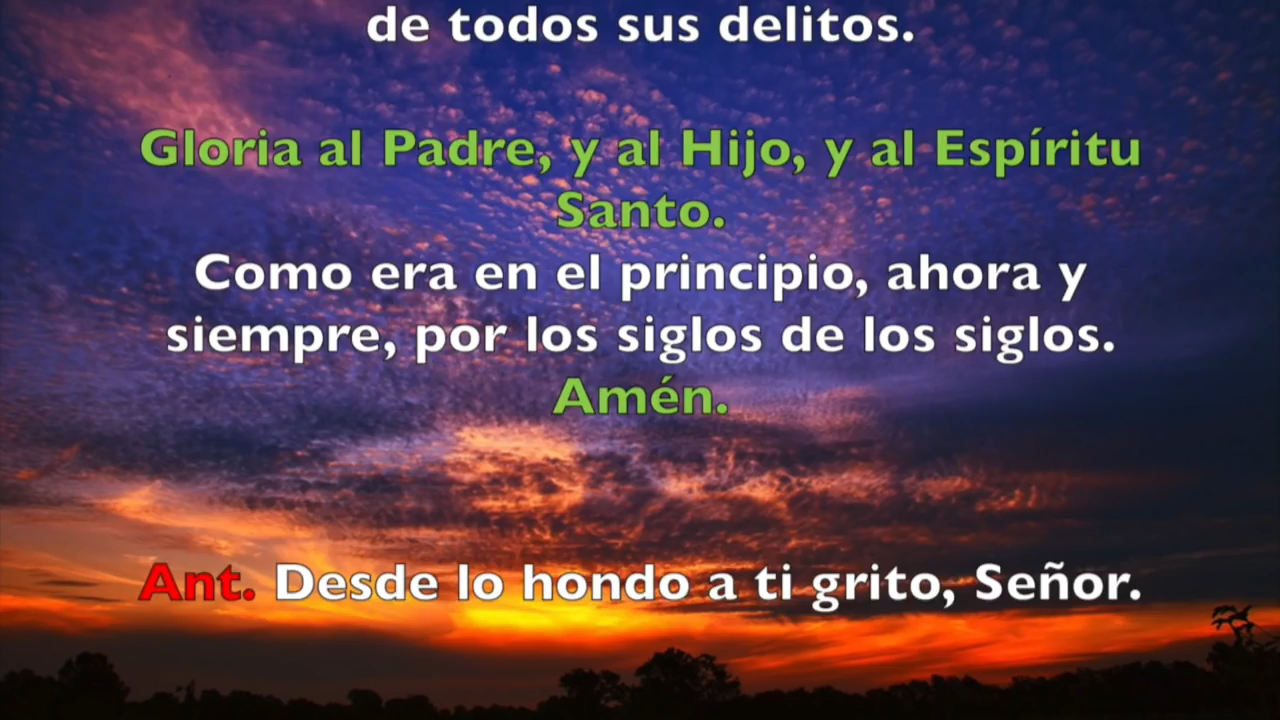 de todos sus delitos.
Gloria al Padre, y al Hijo, y al Espíritu
Santo.
Como era en el principio, ahora y
siempre, por los siglos de los siglos.
Amén.
Ant. Desde lo hondo a ti grito, Señor.